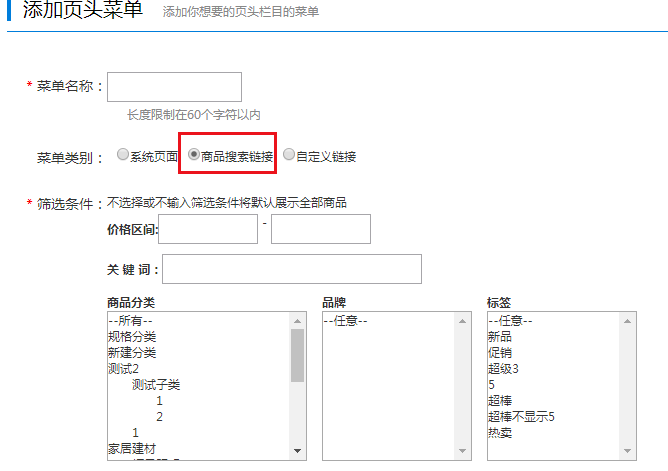 添加页头菜单 添加你想要的页头栏目的菜单
* 菜单名称：
长度限制在60个字符以内
菜单类别： 系统页面 商品搜索链接 自定义链接
* 筛选条件：不选择或不输入筛选条件将默认展示全部商品
价格区间: -
关 键 词：
商品分类 品牌 标签
--所有-- --任意-- --任意--
规格分类 新品
新建分类 促销
测试2 超级3
测试子类 5
1 超棒
2 超棒不显示5
1 热卖
家居建材